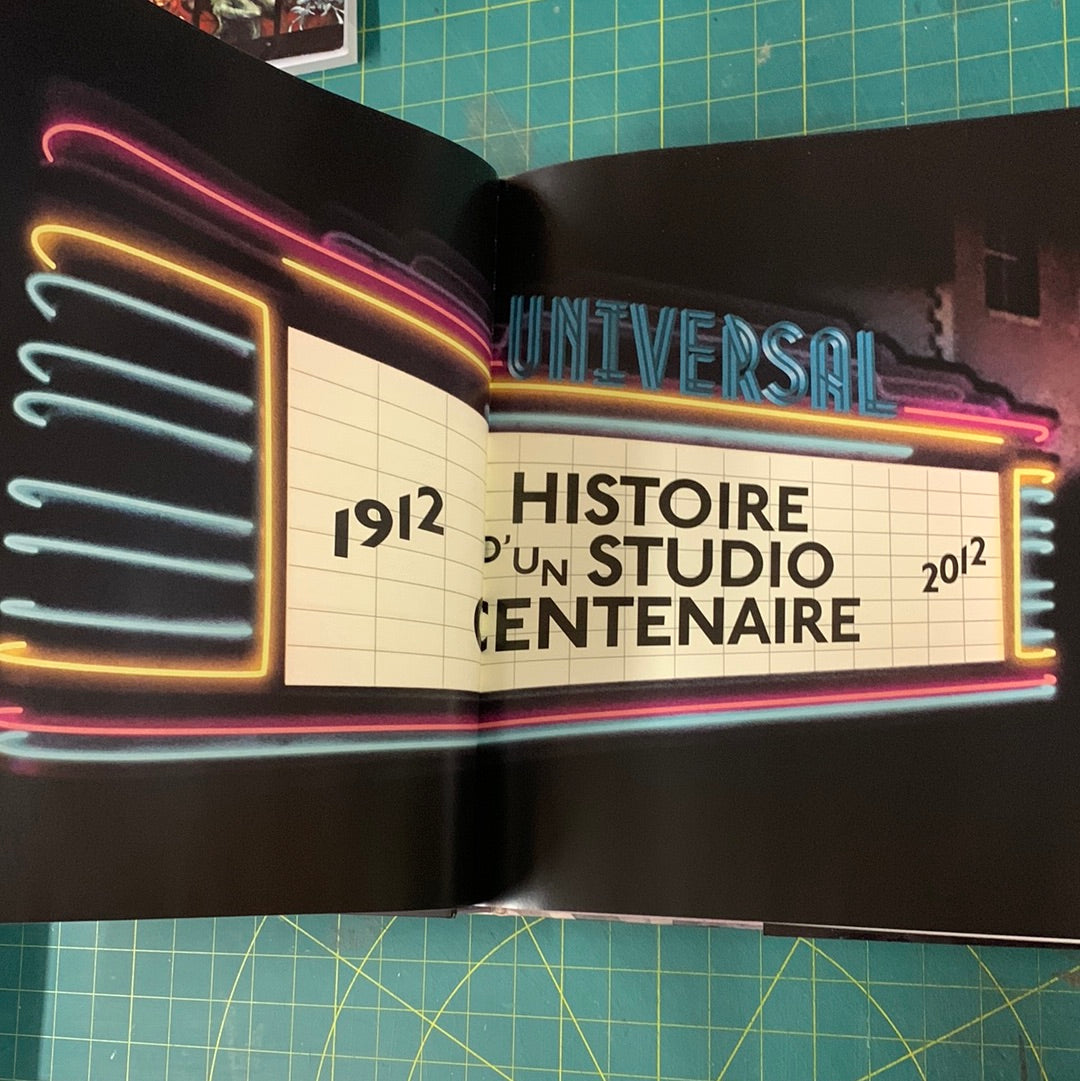 UNIVERSAL
1912
HISTOIRE
D'UN STUDIO
CENTENAIRE
2012